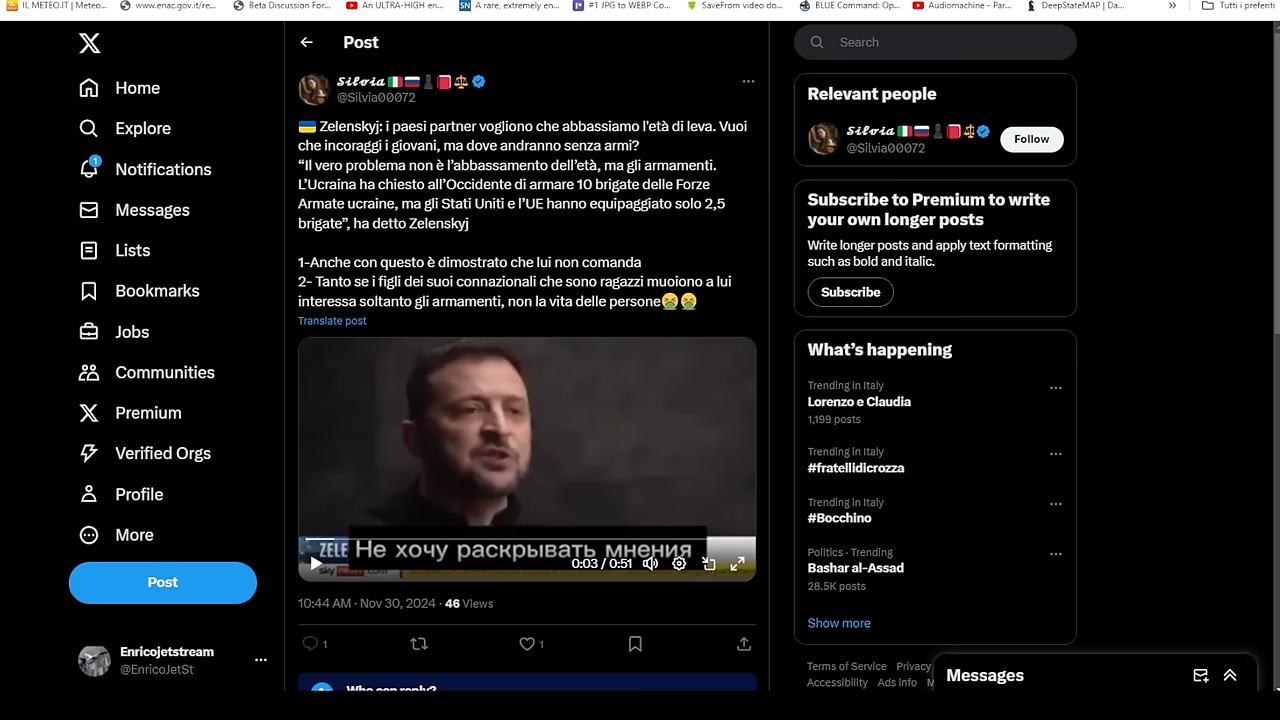 IL METEO.IT | Meteo...
www.enac.gov.it/re...
Beta Discussion For...
An ULTRA-HIGH en...
A rare, extremely en...
#1 JPG to WEBP Co...
SaveFrom video do...
BLUE Command: Op...
Audiomachine - Par...
DeepStateMAP | Da...
Tutti i preferiti
Post
Search
Home
Explore
1
Notifications
Messages
Lists
Bookmarks
Jobs
Communities
Premium
Verified Orgs
Profile
More
Post
Enricojetstream
@EnricoJetSt
𝓢𝓲𝓵𝓿𝓲𝓪 🇮🇹🇷🇺♟📕⚖
@Silvia00072
🇺🇦 Zelenskyj: i paesi partner vogliono che abbassiamo l'età di leva. Vuoi
che incoraggi i giovani, ma dove andranno senza armi?
“Il vero problema non è l’abbassamento dell’età, ma gli armamenti.
L’Ucraina ha chiesto all’Occidente di armare 10 brigate delle Forze
Armate ucraine, ma gli Stati Uniti e l’UE hanno equipaggiato solo 2,5
brigate”, ha detto Zelenskyj
1-Anche con questo è dimostrato che lui non comanda
2- Tanto se i figli dei suoi connazionali che sono ragazzi muoiono a lui
interessa soltanto gli armamenti, non la vita delle persone🤮🤮
Translate post
ZELE
Не хочу раскрывать мнения
0:03 / 0:51
sky
10:44 AM · Nov 30, 2024 · 46 Views
1
1
Who can reply?
Relevant people
𝓢𝓲𝓵𝓿𝓲𝓪 🇮🇹🇷🇺♟📕⚖
@Silvia00072
Follow
Subscribe to Premium to write
your own longer posts
Write longer posts and apply text formatting
such as bold and italic.
Subscribe
What’s happening
Trending in Italy
Lorenzo e Claudia
1,199 posts
Trending in Italy
#fratellidicrozza
Trending in Italy
#Bocchino
Politics · Trending
Bashar al-Assad
28.5K posts
Show more
Terms of Service Privacy
Accessibility Ads info
Messages